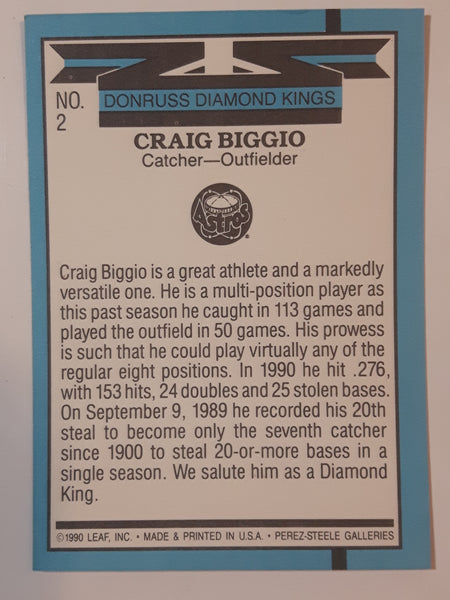 NO.
2
DONRUSS DIAMOND KINGS
CRAIG BIGGIO
Catcher—Outfielder
Astros
Craig Biggio is a great athlete and a markedly
versatile one. He is a multi-position player as
this past season he caught in 113 games and
played the outfield in 50 games. His prowess
is such that he could play virtually any of the
regular eight positions. In 1990 he hit .276,
with 153 hits, 24 doubles and 25 stolen bases.
On September 9, 1989 he recorded his 20th
steal to become only the seventh catcher
since 1900 to steal 20-or-more bases in a
single season. We salute him as a Diamond
King.
©1990 LEAF, INC. • MADE & PRINTED IN U.S.A. • PEREZ-STEELE GALLERIES